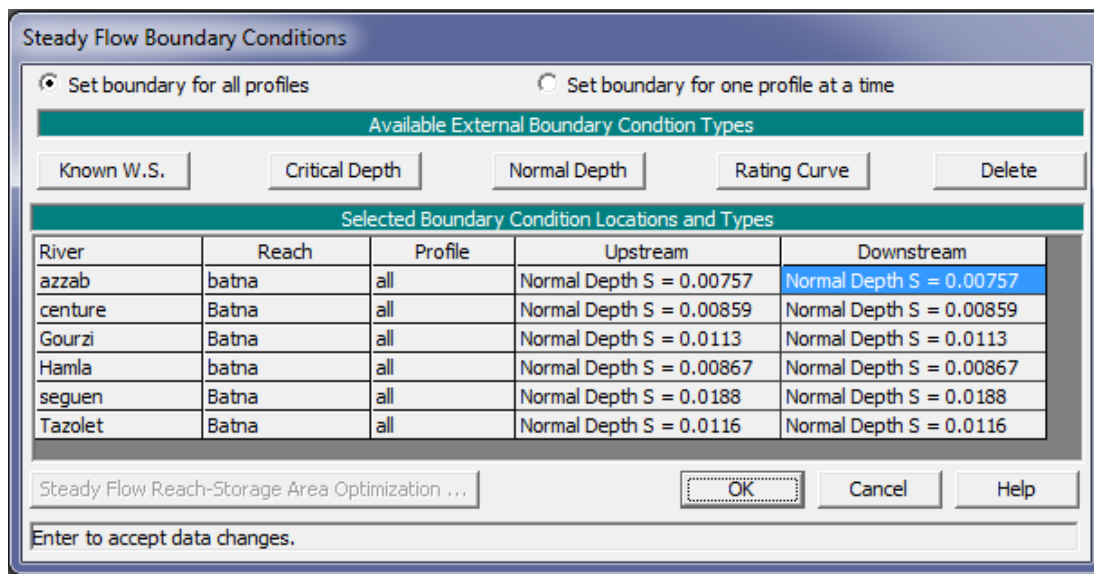 Steady Flow Boundary Conditions
Set boundary for all profiles Set boundary for one profile at a time
Available External Boundary Condtion Types
Known W.S. Critical Depth Normal Depth Rating Curve Delete
Selected Boundary Condition Locations and Types
River Reach Profile Upstream Downstream
azzab batna all Normal Depth S = 0.00757 Normal Depth S = 0.00757
centure Batna all Normal Depth S = 0.00859 Normal Depth S = 0.00859
Gourzi Batna all Normal Depth S = 0.0113 Normal Depth S = 0.0113
Hamla batna all Normal Depth S = 0.00867 Normal Depth S = 0.00867
seguen Batna all Normal Depth S = 0.0188 Normal Depth S = 0.0188
Tazolet Batna all Normal Depth S = 0.0116 Normal Depth S = 0.0116
Steady Flow Reach-Storage Area Optimization ... OK Cancel Help
Enter to accept data changes.